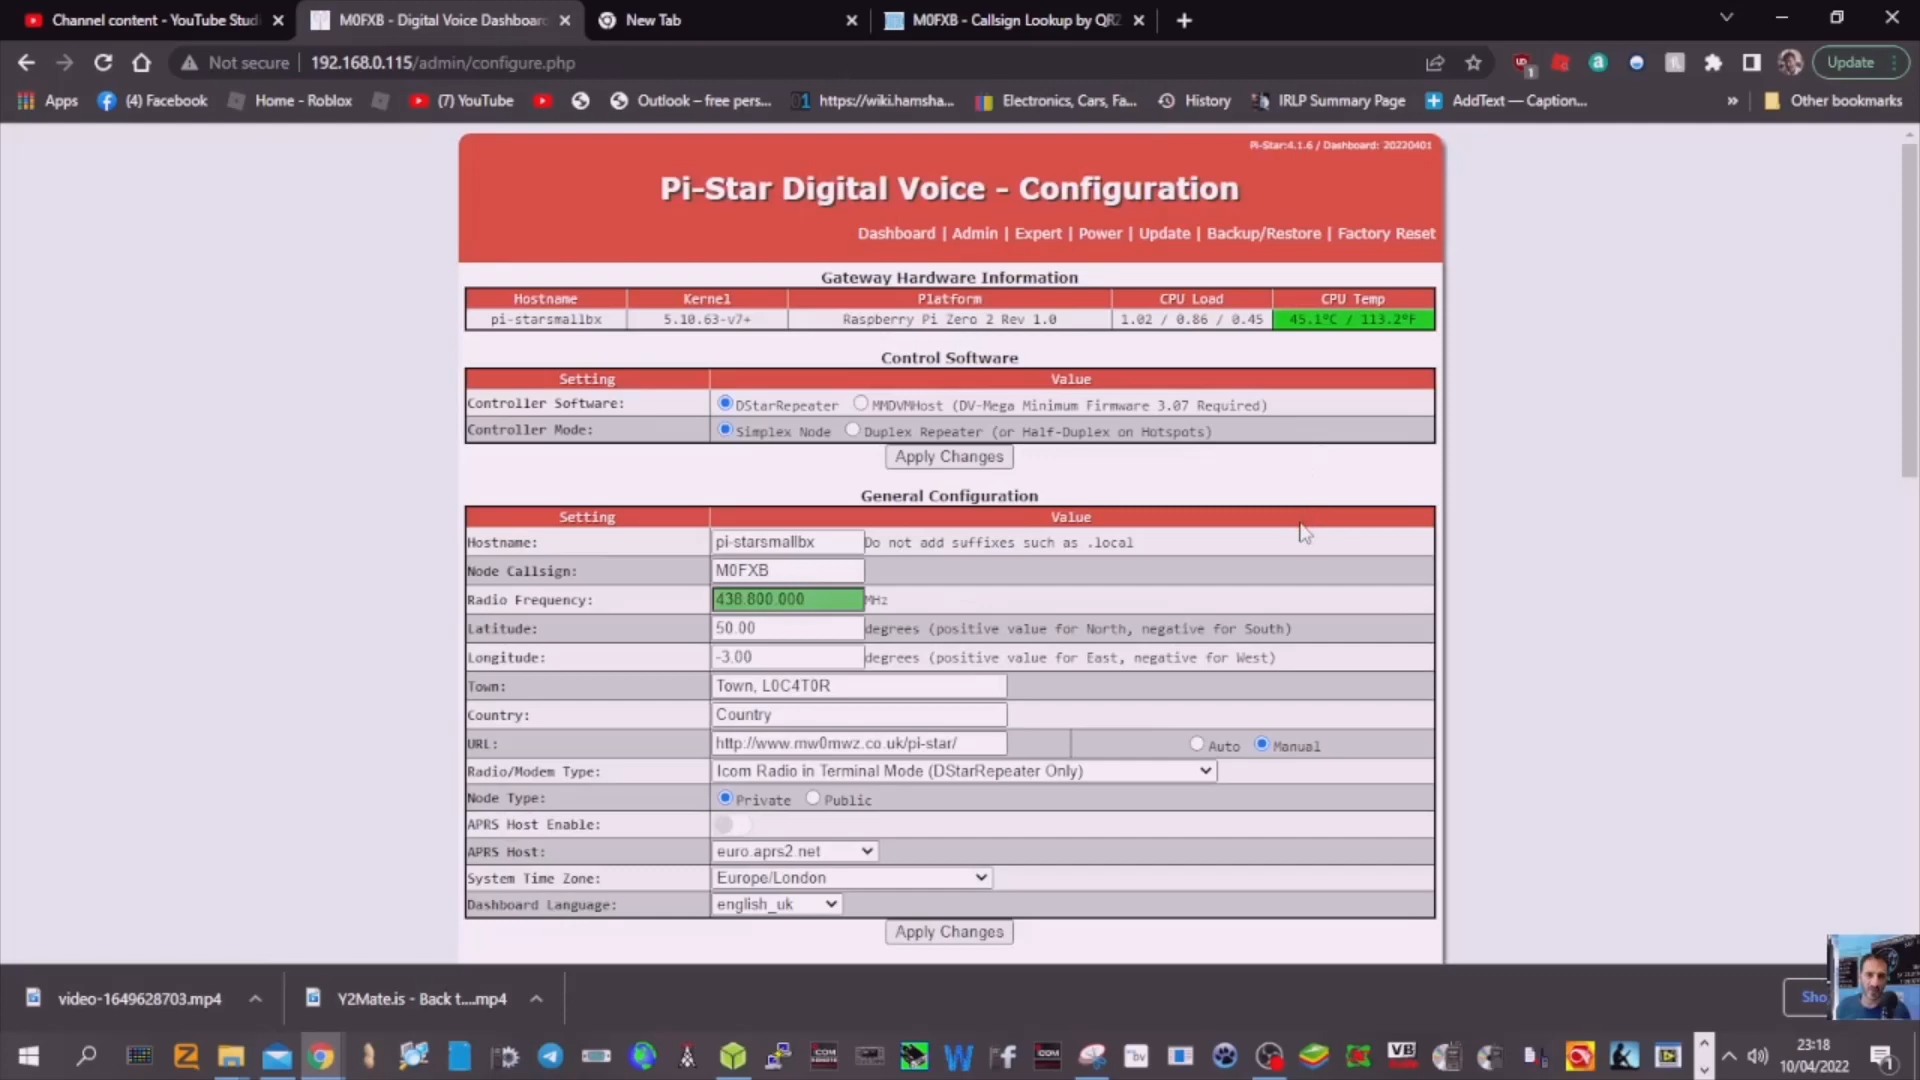 Channel content - YouTube Studi
M0FXB - Digital Voice Dashboard
New Tab
M0FXB - Callsign Lookup by QRZ
Not secure
192.168.0.115/admin/configure.php
Update
Apps
(4) Facebook
Home - Roblox
(7) YouTube
Outlook – free pers...
https://wiki.hamsha...
Electronics, Cars, Fa...
History
IRLP Summary Page
AddText — Caption...
»
Other bookmarks
Pi-Star:4.1.6 / Dashboard: 20220401
Pi-Star Digital Voice - Configuration
Dashboard | Admin | Expert | Power | Update | Backup/Restore | Factory Reset
Gateway Hardware Information
Hostname Kernel Platform CPU Load CPU Temp
pi-starsmallbx 5.10.63-v7+ Raspberry Pi Zero 2 Rev 1.0 1.02 / 0.86 / 0.45 45.1°C / 113.2°F
Control Software
Setting Value
Controller Software: DStarRepeater MMDVMHost (DV-Mega Minimum Firmware 3.07 Required)
Controller Mode: Simplex Node Duplex Repeater (or Half-Duplex on Hotspots)
Apply Changes
General Configuration
Setting Value
Hostname: pi-starsmallbx Do not add suffixes such as .local
Node Callsign: M0FXB
Radio Frequency: 438.800.000 MHz
Latitude: 50.00 degrees (positive value for North, negative for South)
Longitude: -3.00 degrees (positive value for East, negative for West)
Town: Town, L0C4T0R
Country: Country
URL: http://www.mw0mwz.co.uk/pi-star/ Auto Manual
Radio/Modem Type: Icom Radio in Terminal Mode (DStarRepeater Only)
Node Type: Private Public
APRS Host Enable:
APRS Host: euro.aprs2.net
System Time Zone: Europe/London
Dashboard Language: english_uk
Apply Changes
video-1649628703.mp4
Y2Mate.is - Back t....mp4
23:18
10/04/2022